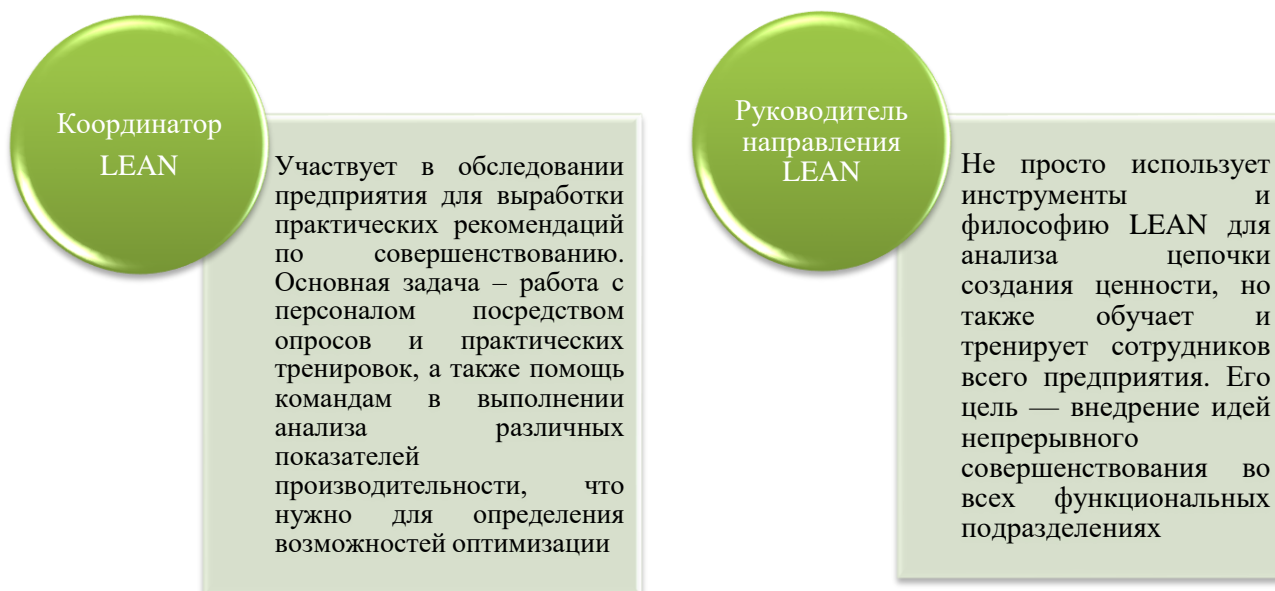 Координатор
LEAN
Участвует в обследовании
предприятия для выработки
практических рекомендаций
по совершенствованию.
Основная задача – работа с
персоналом посредством
опросов и практических
тренировок, а также помощь
командам в выполнении
анализа различных
показателей
производительности, что
нужно для определения
возможностей оптимизации
Руководитель
направления
LEAN
Не просто использует
инструменты и
философию LEAN для
анализа цепочки
создания ценности, но
также обучает и
тренирует сотрудников
всего предприятия. Его
цель — внедрение идей
непрерывного
совершенствования во
всех функциональных
подразделениях